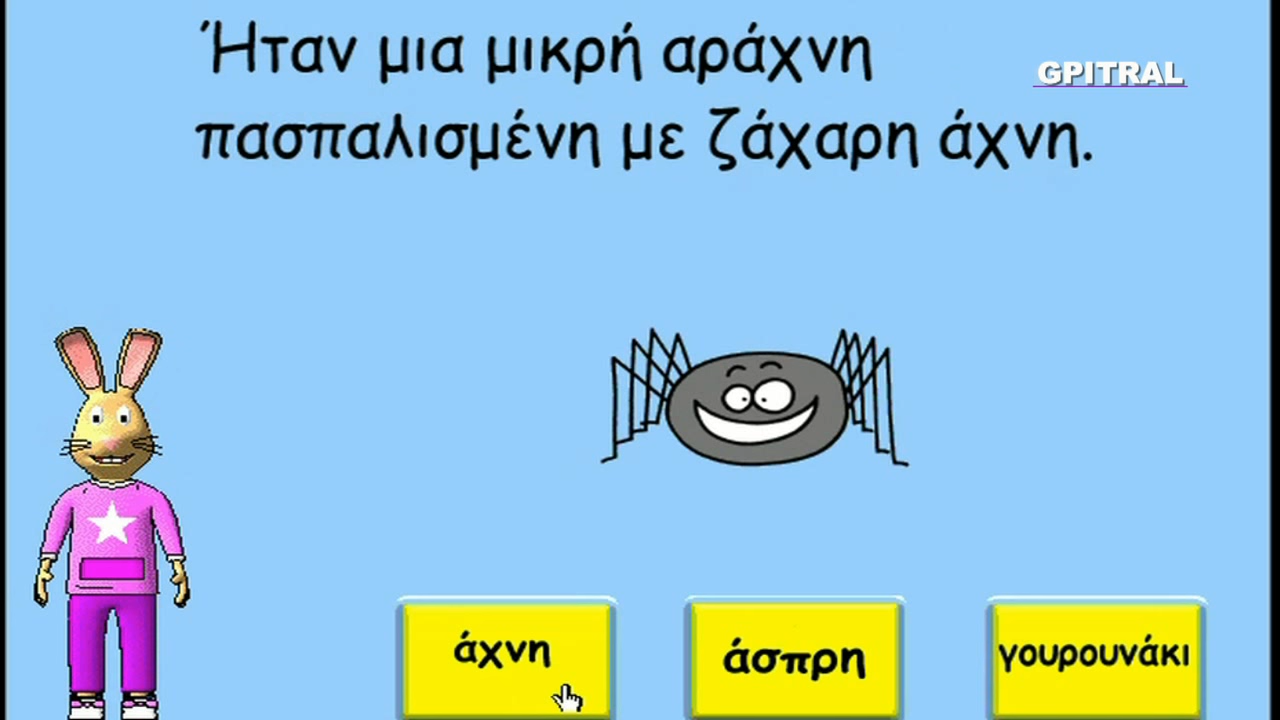 Ήταν μια μικρή αράχνη
GPITRAL
πασπαλισμένη με ζάχαρη άχνη.
άχνη
άσπρη
γουρουνάκι